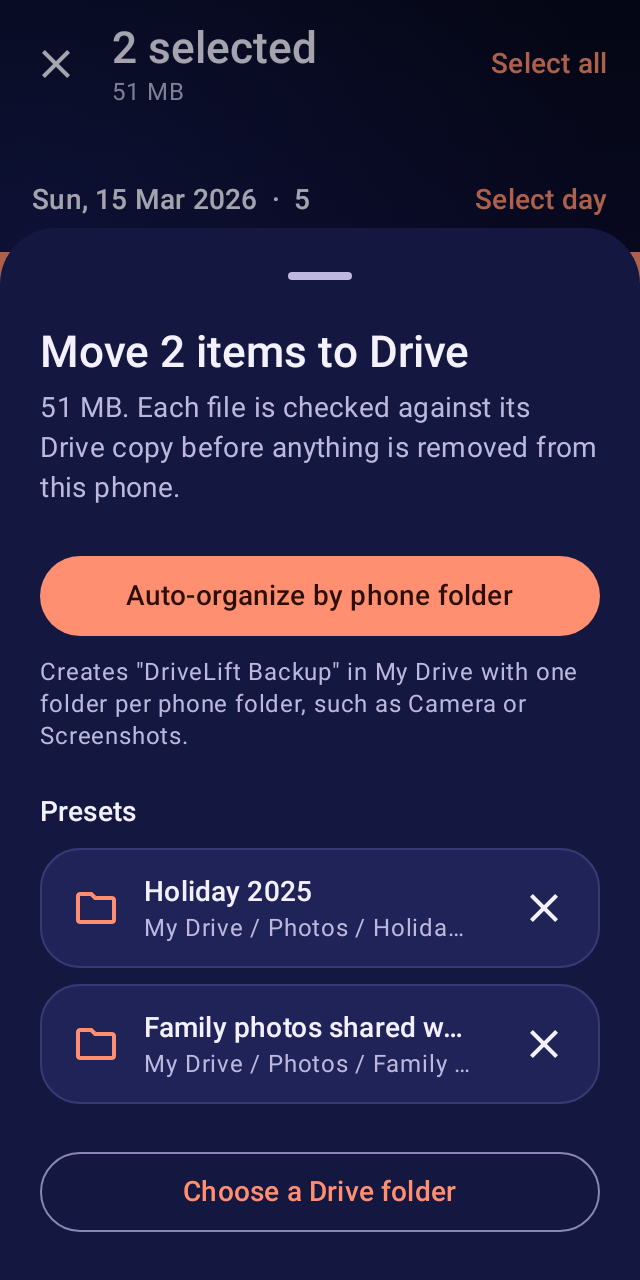 2 selected
51 MB
Select all
Sun, 15 Mar 2026 · 5
Select day
Move 2 items to Drive
51 MB. Each file is checked against its
Drive copy before anything is removed from
this phone.
Auto-organize by phone folder
Creates "DriveLift Backup" in My Drive with one
folder per phone folder, such as Camera or
Screenshots.
Presets
Holiday 2025
My Drive / Photos / Holida…
Family photos shared w…
My Drive / Photos / Family …
Choose a Drive folder